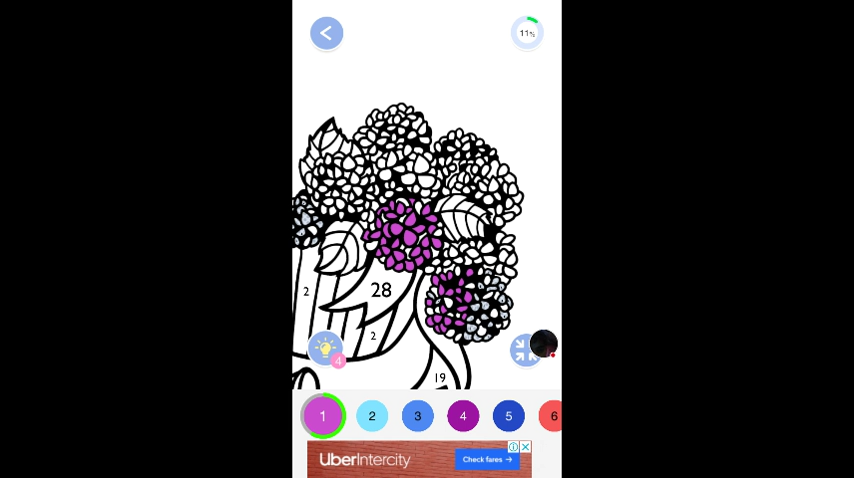 11%
28
2
2
19
4
1 2 3 4 5 6
UberIntercity
Check fares →